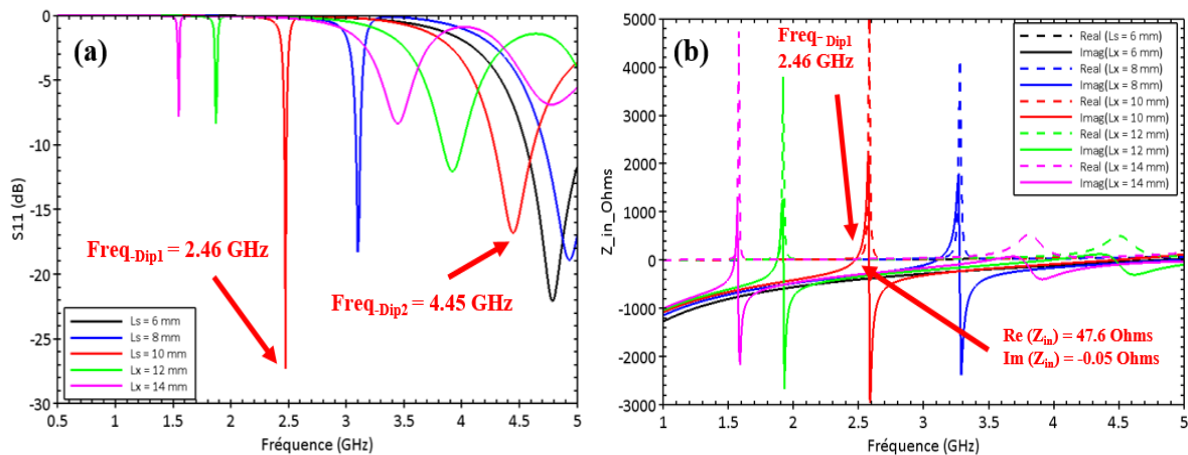 (a)
0
-5
-10
-15
-20
-25
-30
S11 (dB)
Freq-Dip1 = 2.46 GHz
Freq-Dip2 = 4.45 GHz
Ls = 6 mm
Ls = 8 mm
Ls = 10 mm
Lx = 12 mm
Lx = 14 mm
0.5 1 1.5 2 2.5 3 3.5 4 4.5 5
Fréquence (GHz)
(b)
5000
4000
3000
2000
1000
0
-1000
-2000
-3000
Z_in_Ohms
Freq-Dip1
2.46 GHz
Real (Ls = 6 mm)
Imag(Lx = 6 mm)
Real (Lx = 8 mm)
Imag(Lx = 8 mm)
Real (Lx = 10 mm)
Imag(Lx = 10 mm)
Real (Lx = 12 mm)
Imag(Lx = 12 mm)
Real (Lx = 14 mm)
Imag(Lx = 14 mm)
Re (Zin) = 47.6 Ohms
Im (Zin) = -0.05 Ohms
1 1.5 2 2.5 3 3.5 4 4.5 5
Fréquence (GHz)